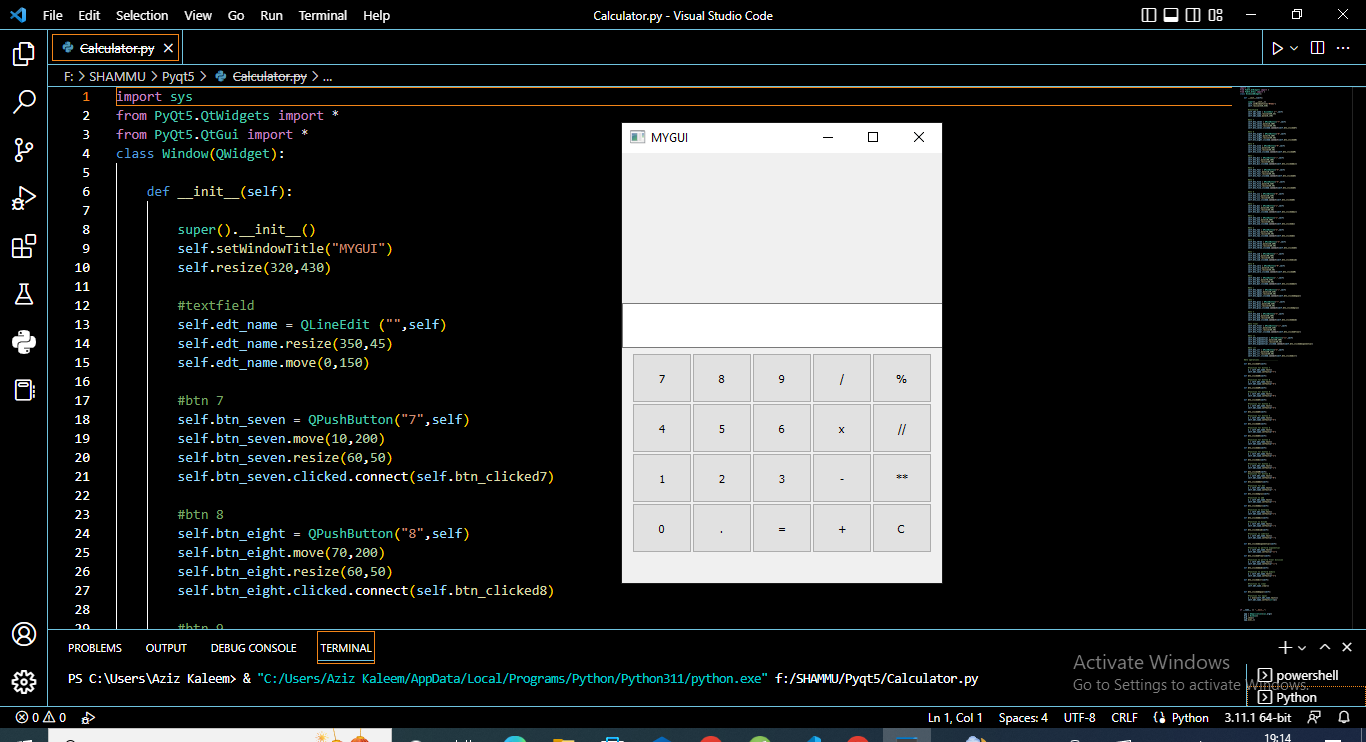 File Edit Selection View Go Run Terminal Help Calculator.py - Visual Studio Code
Calculator.py
F: > SHAMMU > Pyqt5 > Calculator.py > ...
1 import sys
2 from PyQt5.QtWidgets import *
3 from PyQt5.QtGui import *
4 class Window(QWidget):
5
6 def __init__(self):
7
8 super().__init__()
9 self.setWindowTitle("MYGUI")
10 self.resize(320,430)
11
12 #textfield
13 self.edt_name = QLineEdit ("",self)
14 self.edt_name.resize(350,45)
15 self.edt_name.move(0,150)
16
17 #btn 7
18 self.btn_seven = QPushButton("7",self)
19 self.btn_seven.move(10,200)
20 self.btn_seven.resize(60,50)
21 self.btn_seven.clicked.connect(self.btn_clicked7)
22
23 #btn 8
24 self.btn_eight = QPushButton("8",self)
25 self.btn_eight.move(70,200)
26 self.btn_eight.resize(60,50)
27 self.btn_eight.clicked.connect(self.btn_clicked8)
28
29 #btn 9
MYGUI
7 8 9 / %
4 5 6 x //
1 2 3 - **
0 . = + C
PROBLEMS OUTPUT DEBUG CONSOLE TERMINAL
PS C:\Users\Aziz Kaleem> & "C:/Users/Aziz Kaleem/AppData/Local/Programs/Python/Python311/python.exe" f:/SHAMMU/Pyqt5/Calculator.py
powershell
Python
Activate Windows
Go to Settings to activate Windows.
0 0 Ln 1, Col 1 Spaces: 4 UTF-8 CRLF Python 3.11.1 64-bit
19:14